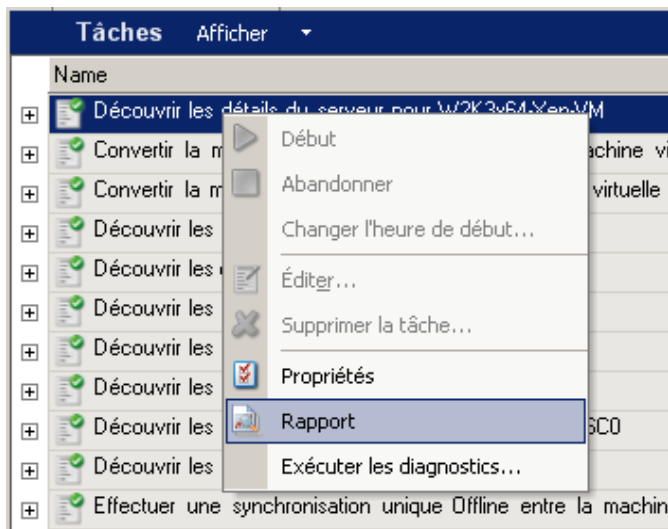 Tâches Afficher
Name
Découvrir les détails du serveur pour W2K3x64-Xen-VM
Convertir la m achine vi
Convertir la m virtuelle
Découvrir les
Découvrir les
Découvrir les
Découvrir les
Découvrir les
Découvrir les SC0
Découvrir les
Effectuer une synchronisation unique Offline entre la machin
Début
Abandonner
Changer l'heure de début...
Éditer...
Supprimer la tâche...
Propriétés
Rapport
Exécuter les diagnostics...